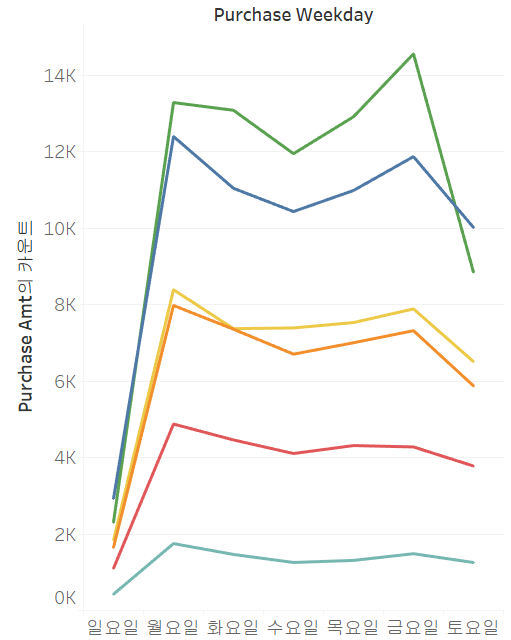 Purchase Weekday
Purchase Amt의 카운트
14K
12K
10K
8K
6K
4K
2K
0K
일요일 월요일 화요일 수요일 목요일 금요일 토요일